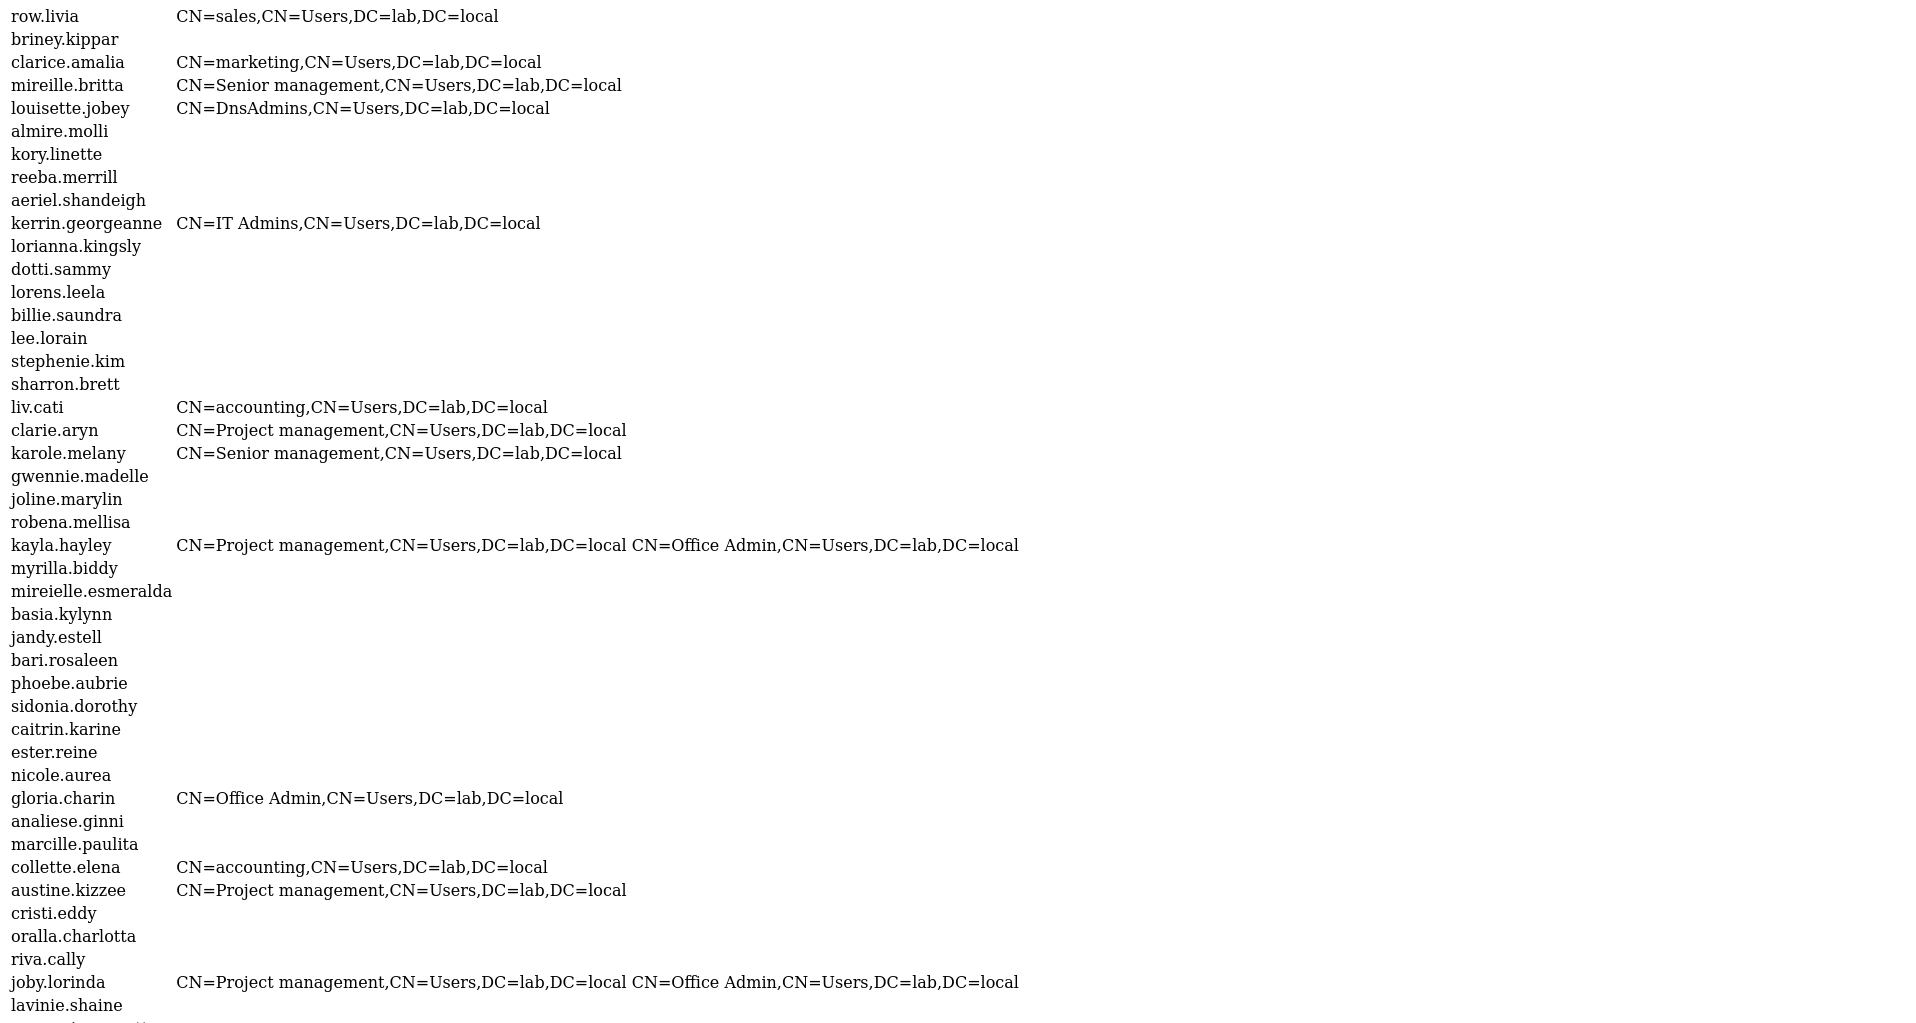 row.livia CN=sales,CN=Users,DC=lab,DC=local
briney.kippar
clarice.amalia CN=marketing,CN=Users,DC=lab,DC=local
mireille.britta CN=Senior management,CN=Users,DC=lab,DC=local
louisette.jobey CN=DnsAdmins,CN=Users,DC=lab,DC=local
almire.molli
kory.linette
reeba.merrill
aeriel.shandeigh
kerrin.georgeanne CN=IT Admins,CN=Users,DC=lab,DC=local
lorianna.kingsly
dotti.sammy
lorens.leela
billie.saundra
lee.lorain
stephenie.kim
sharron.brett
liv.cati CN=accounting,CN=Users,DC=lab,DC=local
clarie.aryn CN=Project management,CN=Users,DC=lab,DC=local
karole.melany CN=Senior management,CN=Users,DC=lab,DC=local
gwennie.madelle
joline.marylin
robena.mellisa
kayla.hayley CN=Project management,CN=Users,DC=lab,DC=local CN=Office Admin,CN=Users,DC=lab,DC=local
myrilla.biddy
mireielle.esmeralda
basia.kylynn
jandy.estell
bari.rosaleen
phoebe.aubrie
sidonia.dorothy
caitrin.karine
ester.reine
nicole.aurea
gloria.charin CN=Office Admin,CN=Users,DC=lab,DC=local
analiese.ginni
marcille.paulita
collette.elena CN=accounting,CN=Users,DC=lab,DC=local
austine.kizzee CN=Project management,CN=Users,DC=lab,DC=local
cristi.eddy
oralla.charlotta
riva.cally
joby.lorinda CN=Project management,CN=Users,DC=lab,DC=local CN=Office Admin,CN=Users,DC=lab,DC=local
lavinie.shaine